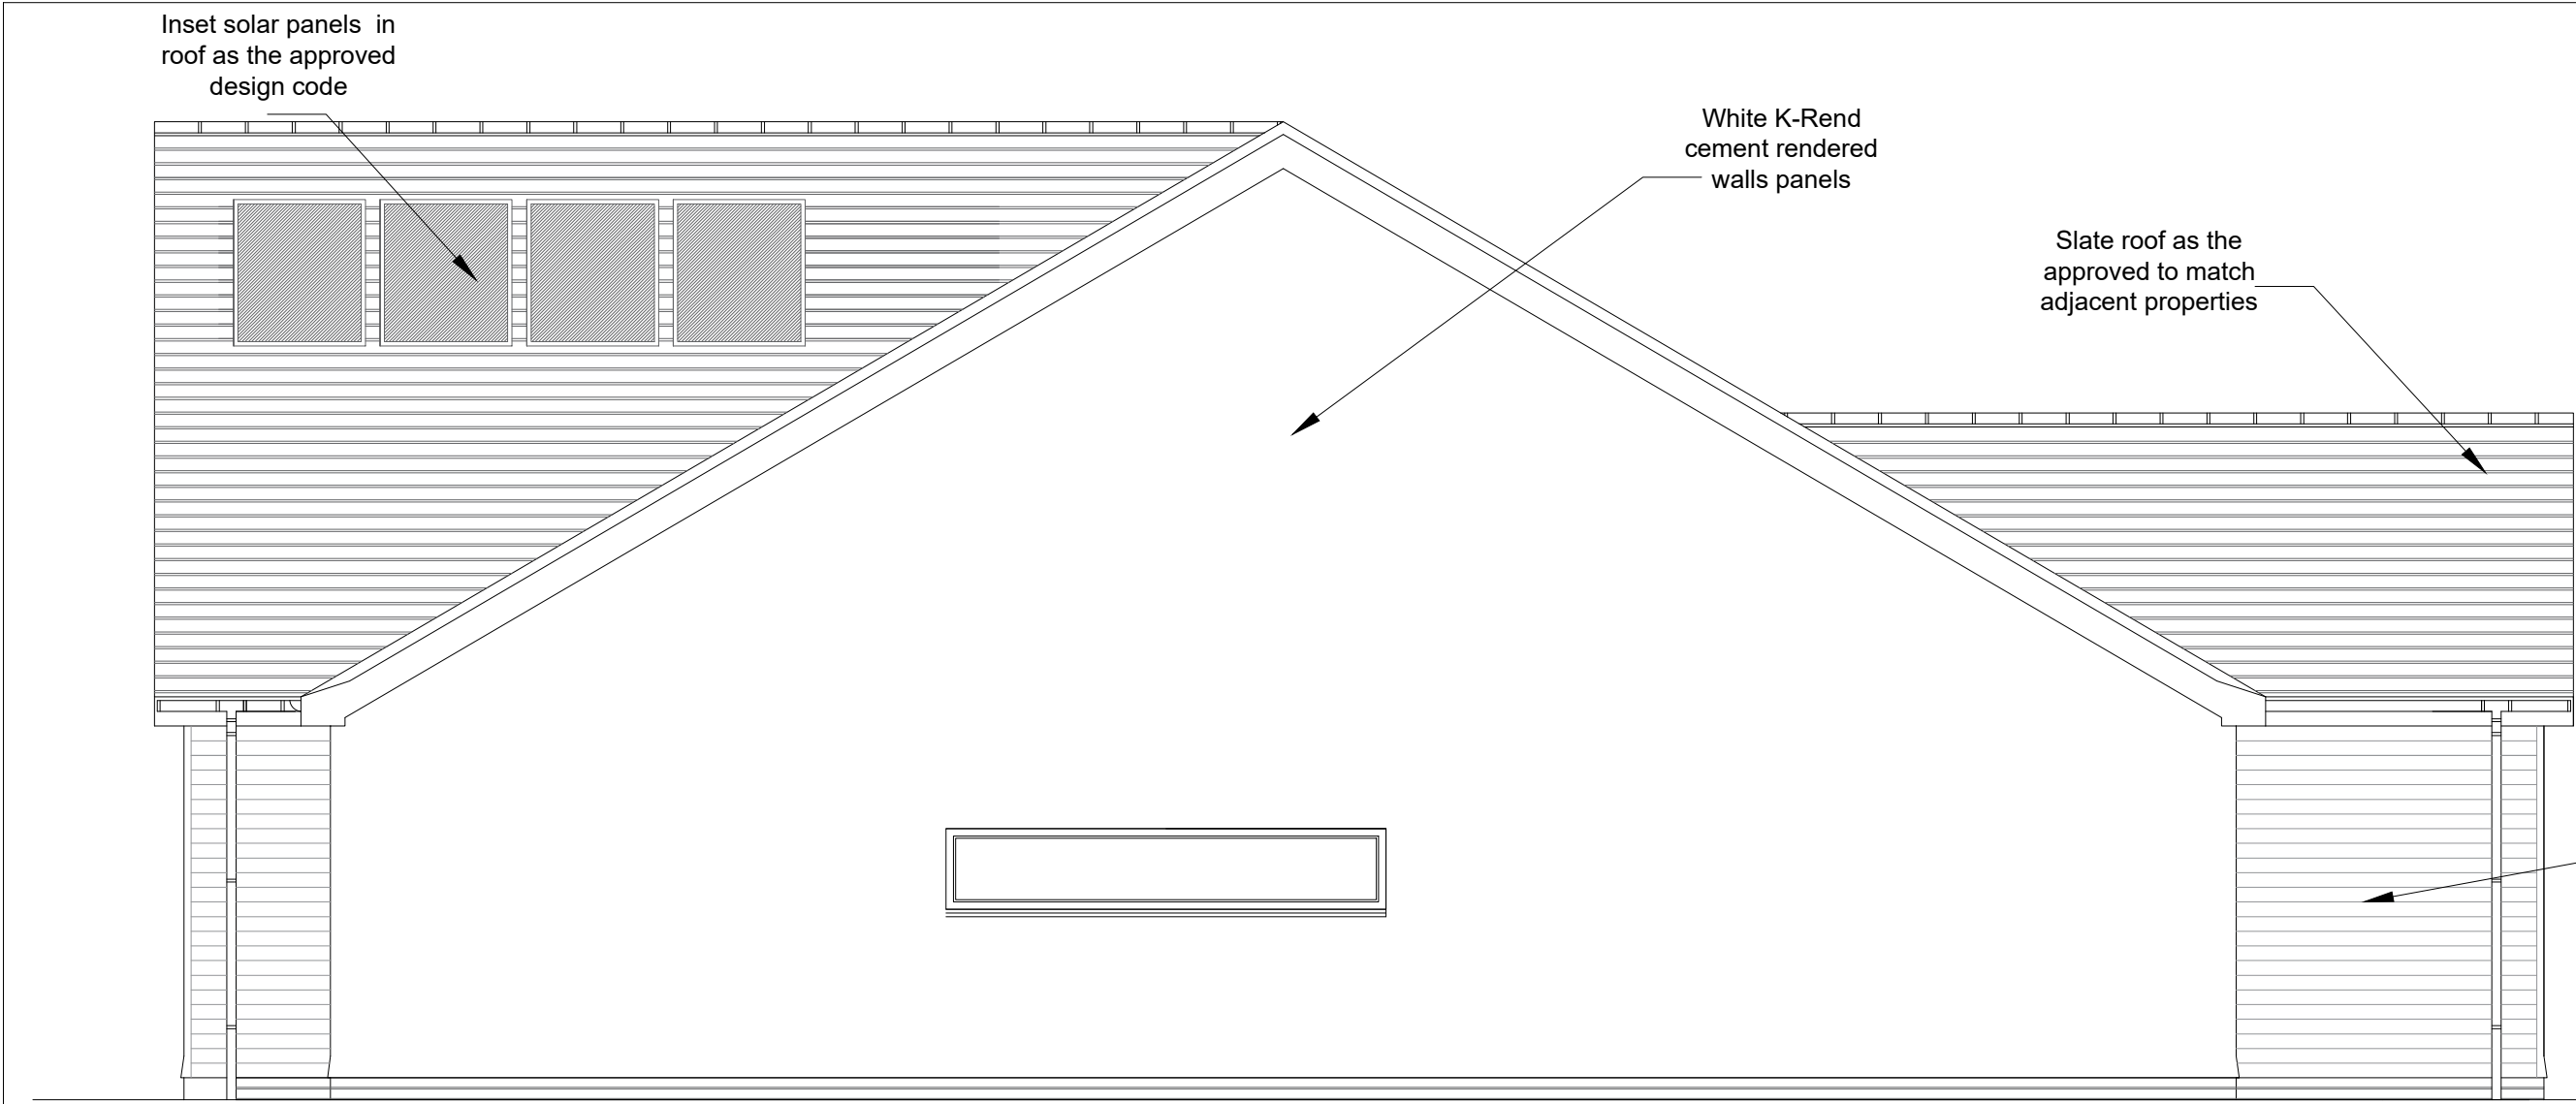 Inset solar panels in
roof as the approved
design code
White K-Rend
cement rendered
walls panels
Slate roof as the
approved to match
adjacent properties